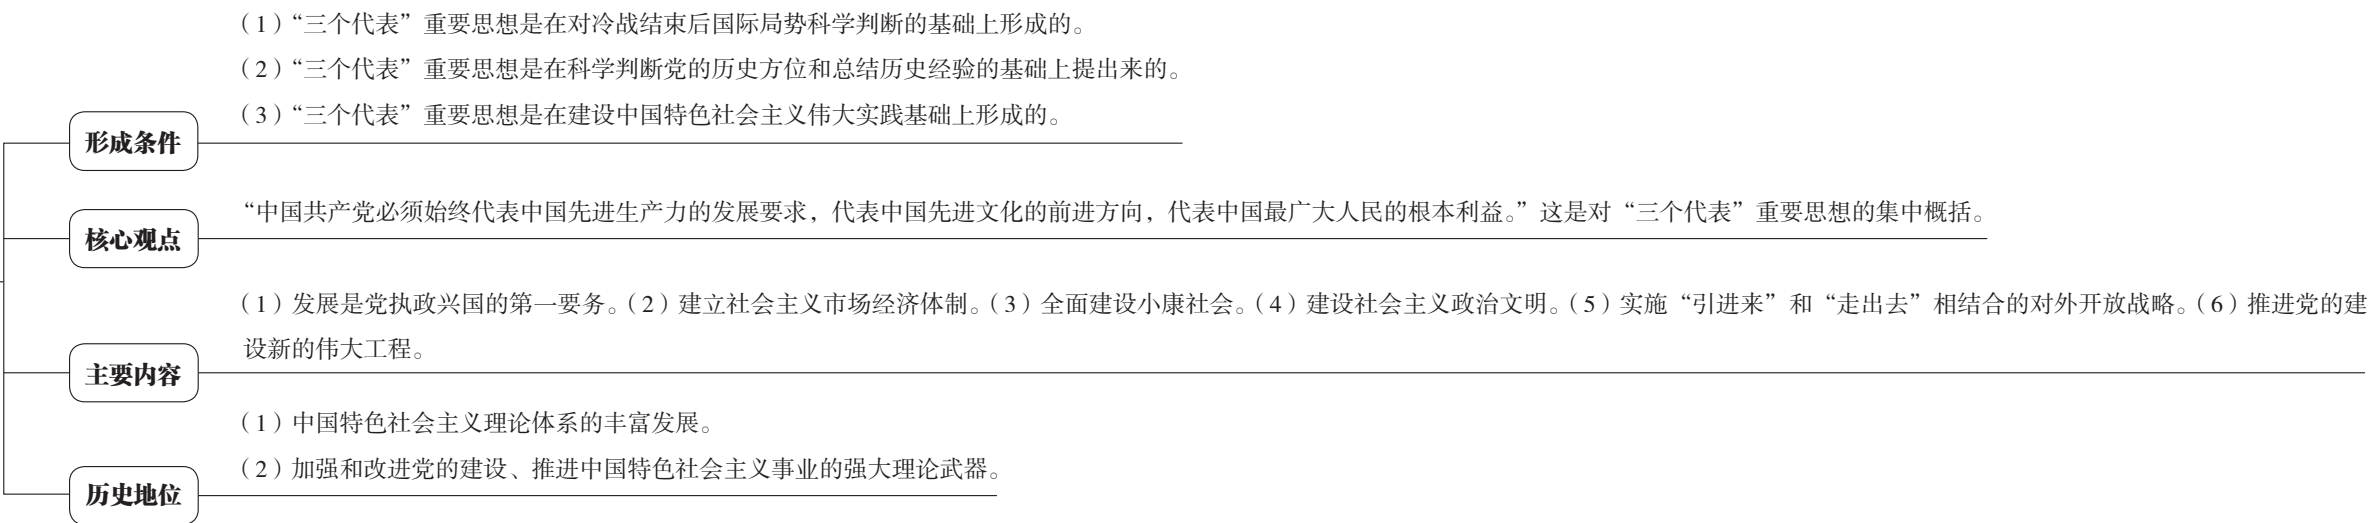 （1）“三个代表”重要思想是在对冷战结束后国际局势科学判断的基础上形成的。
（2）“三个代表”重要思想是在科学判断党的历史方位和总结历史经验的基础上提出来的。
（3）“三个代表”重要思想是在建设中国特色社会主义伟大实践基础上形成的。
形成条件
“中国共产党必须始终代表中国先进生产力的发展要求，代表中国先进文化的前进方向，代表中国最广大人民的根本利益。”这是对“三个代表”重要思想的集中概括。
核心观点
（1）发展是党执政兴国的第一要务。（2）建立社会主义市场经济体制。（3）全面建设小康社会。（4）建设社会主义政治文明。（5）实施“引进来”和“走出去”相结合的对外开放战略。（6）推进党的建
设新的伟大工程。
主要内容
（1）中国特色社会主义理论体系的丰富发展。
（2）加强和改进党的建设、推进中国特色社会主义事业的强大理论武器。
历史地位